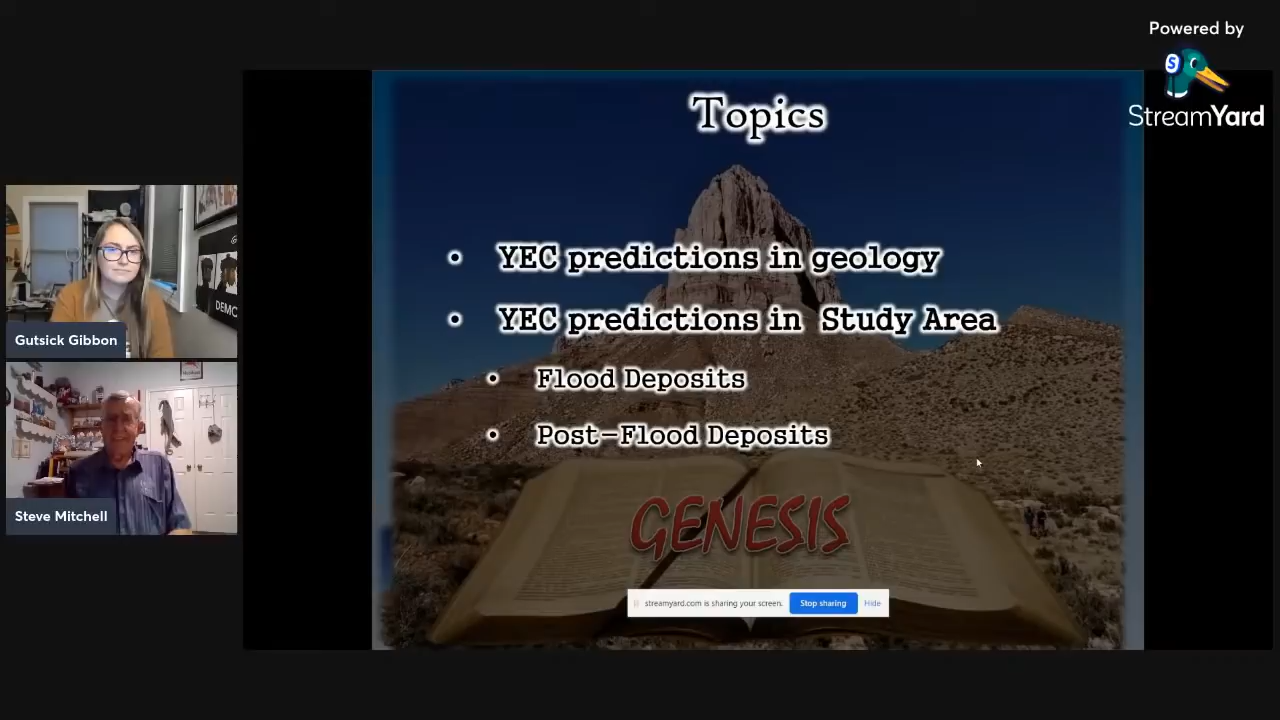 Powered by
StreamYard
Topics
• YEC predictions in geology
• YEC predictions in Study Area
• Flood Deposits
• Post-Flood Deposits
GENESIS
streamyard.com is sharing your screen. Stop sharing Hide
DEMO
Gutsick Gibbon
Steve Mitchell